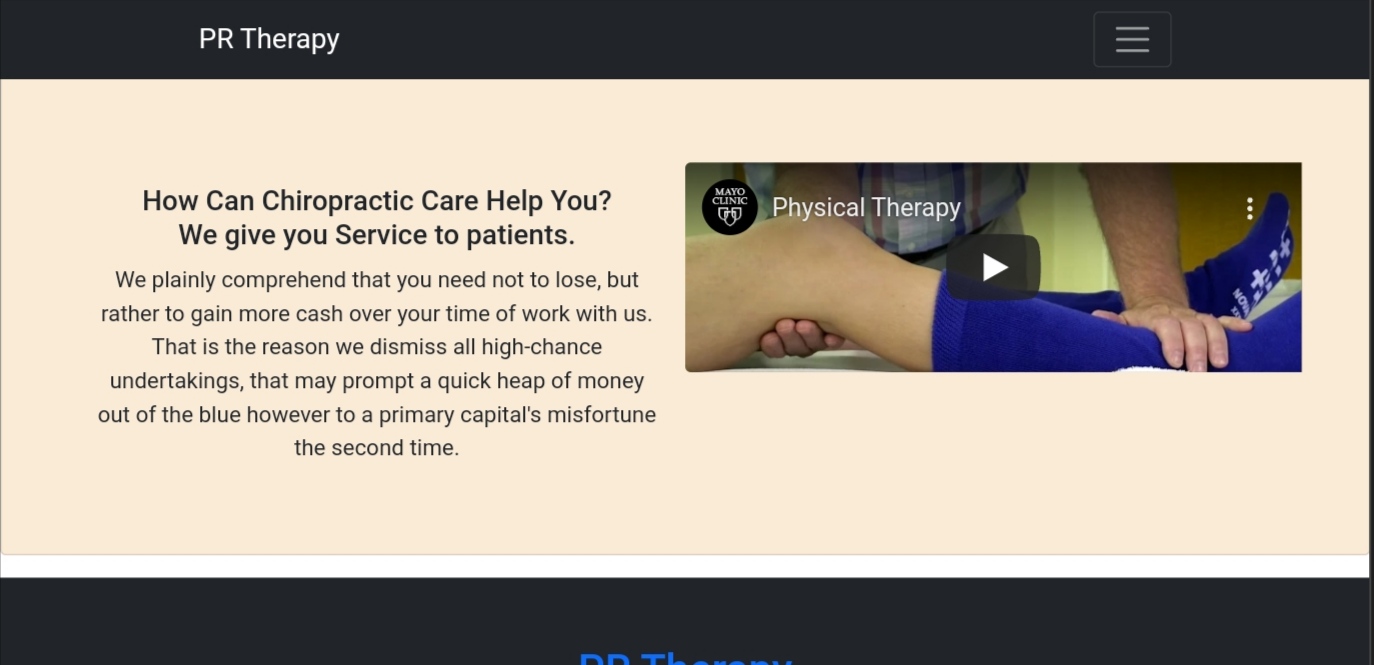 PR Therapy
How Can Chiropractic Care Help You?
We give you Service to patients.
We plainly comprehend that you need not to lose, but
rather to gain more cash over your time of work with us.
That is the reason we dismiss all high-chance
undertakings, that may prompt a quick heap of money
out of the blue however to a primary capital's misfortune
the second time.
MAYO
CLINIC
Physical Therapy
PR Therapy